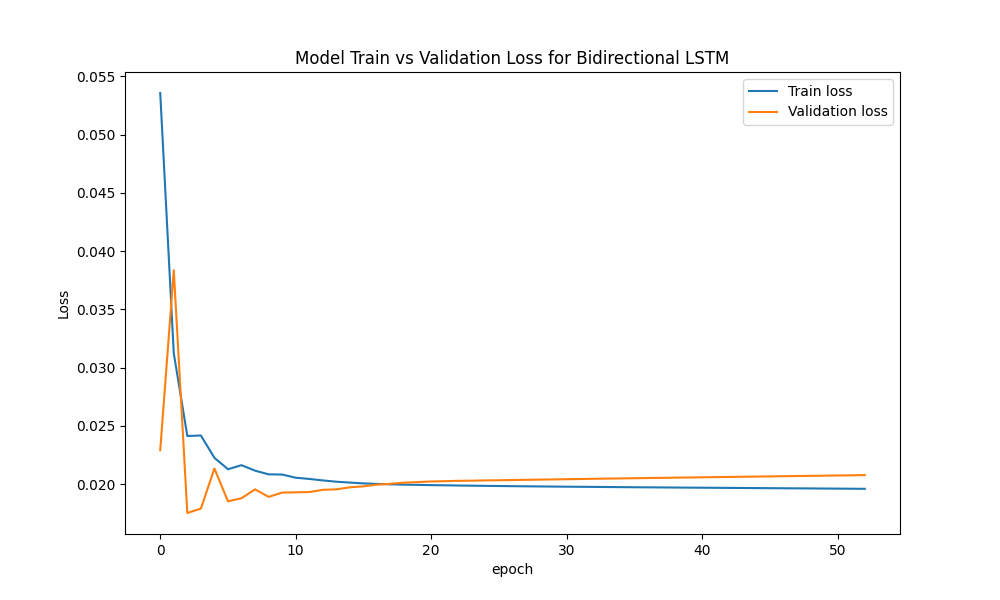 Model Train vs Validation Loss for Bidirectional LSTM
Train loss
Validation loss
0.055
0.050
0.045
0.040
0.035
0.030
0.025
0.020
Loss
0 10 20 30 40 50
epoch